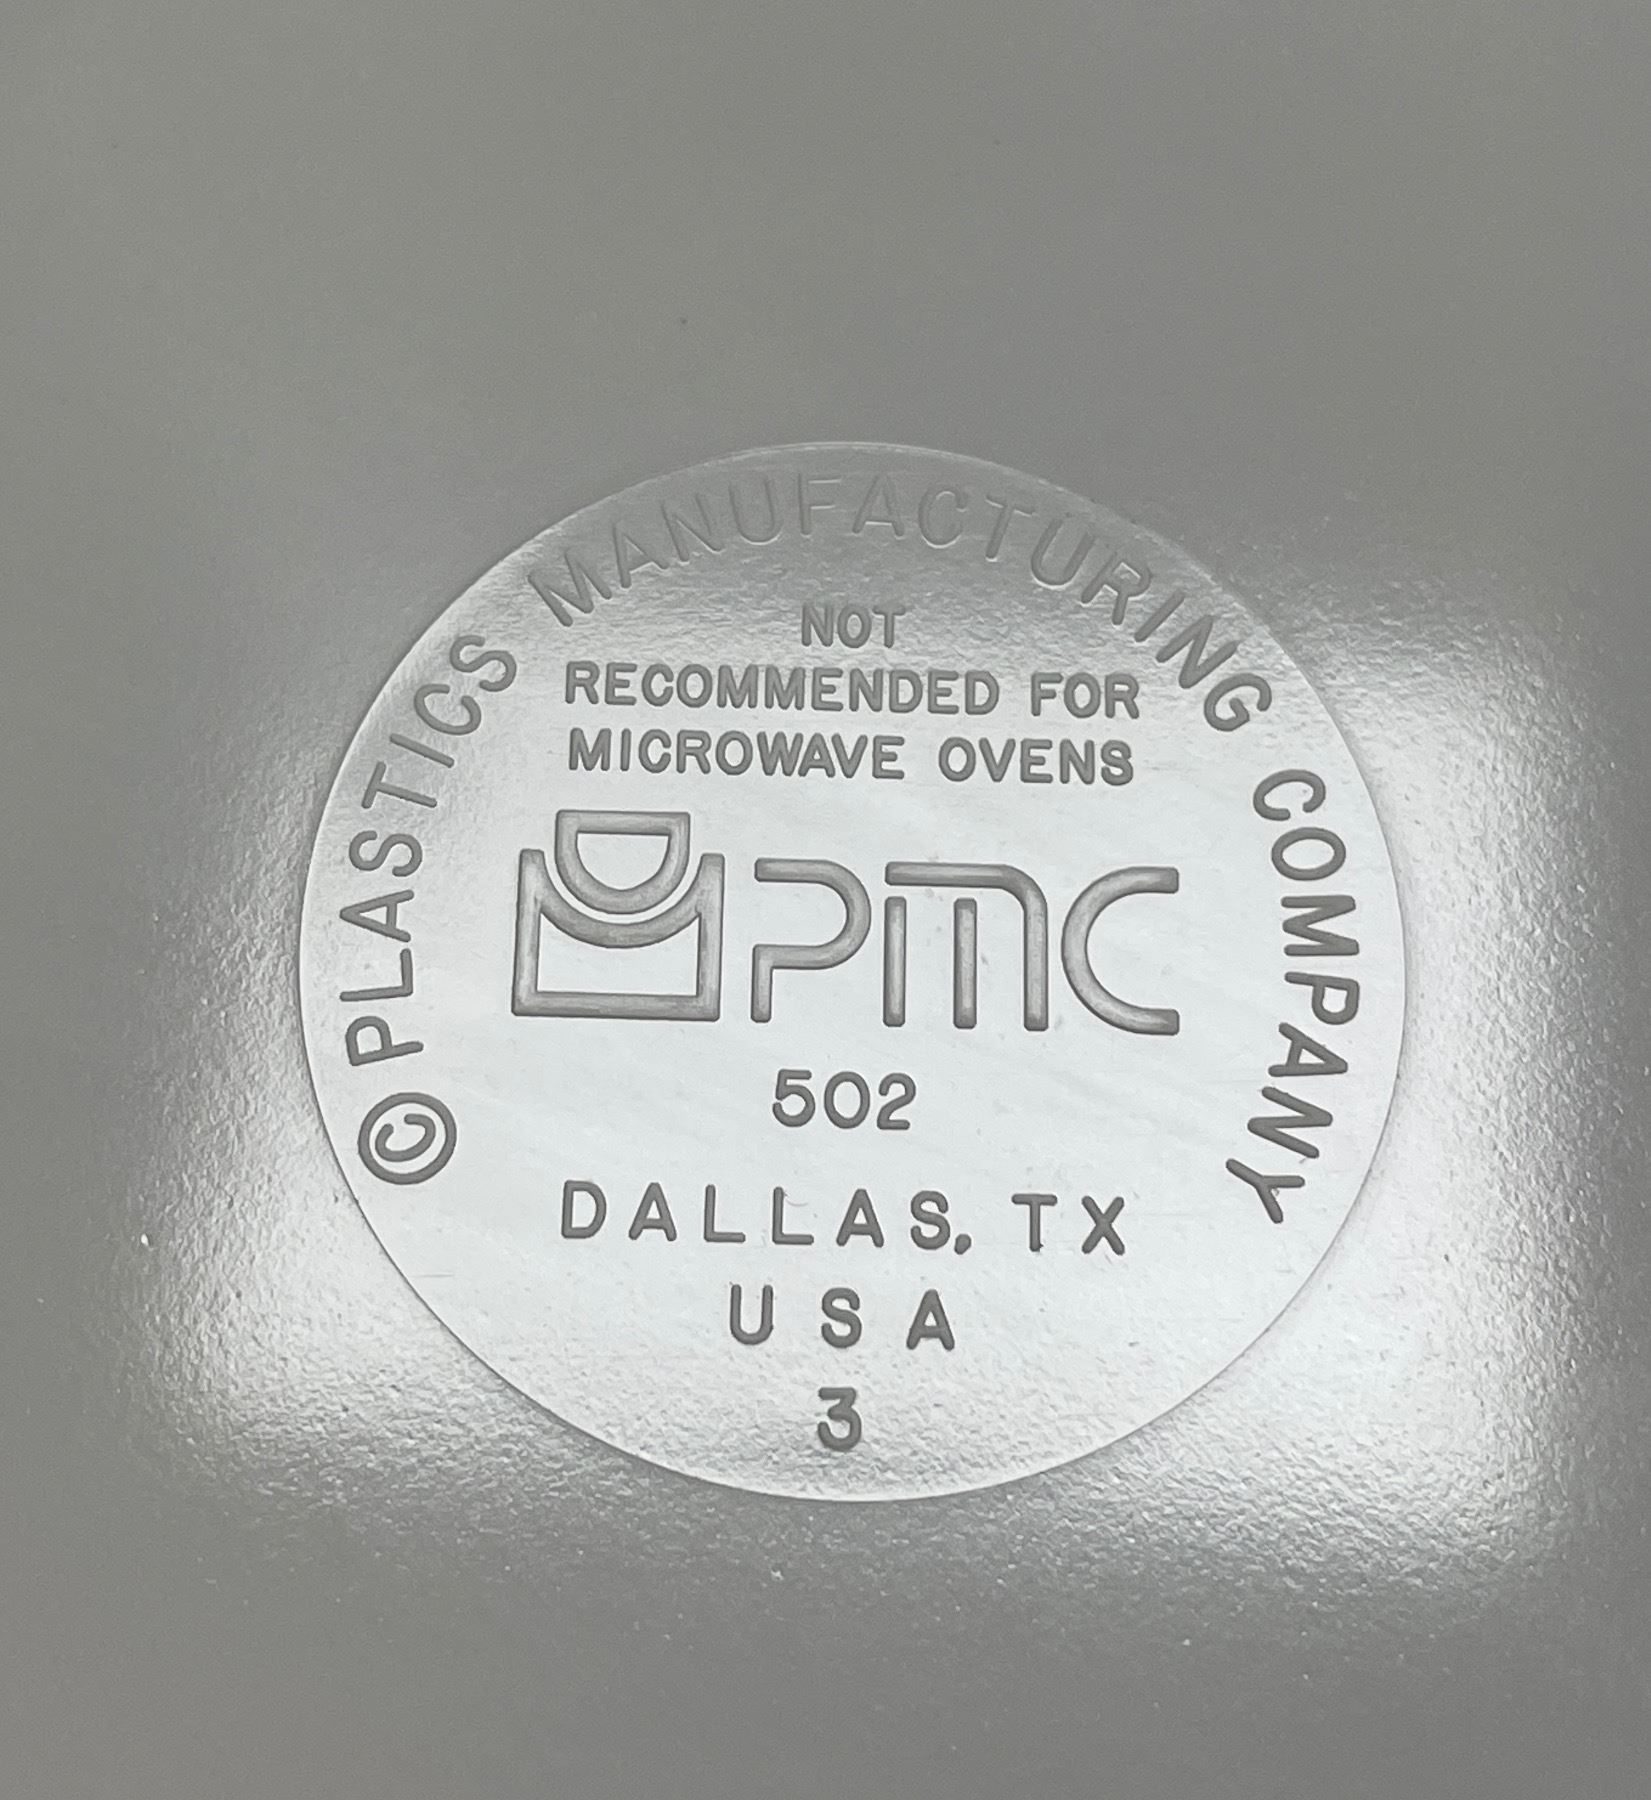 © PLASTICS MANUFACTURING COMPANY
NOT
RECOMMENDED FOR
MICROWAVE OVENS
PMC
502
DALLAS, TX
USA
3